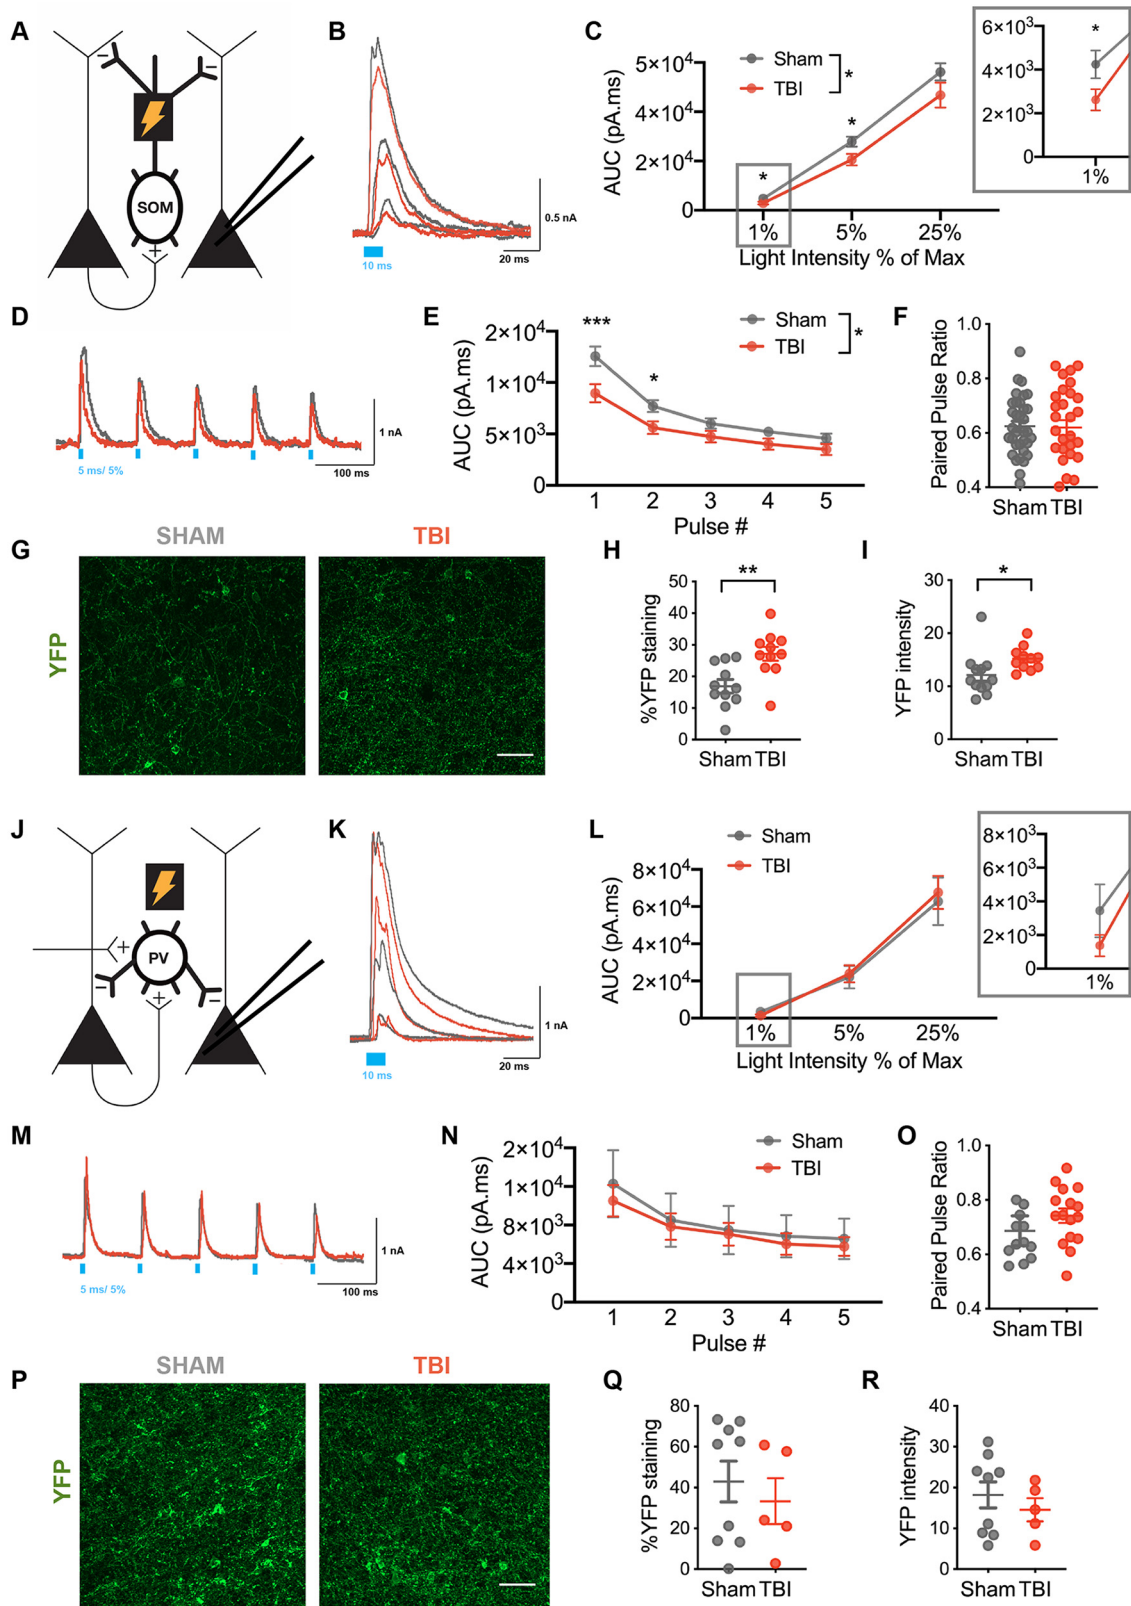 A
SOM
B
0.5 nA
20 ms
10 ms
C
Sham
TBI
*
AUC (pA.ms)
5×10⁴
4×10⁴
2×10⁴
0
*
*
1%
5%
25%
Light Intensity % of Max
6×10³
4×10³
2×10³
0
*
1%
D
1 nA
100 ms
5 ms/ 5%
E
AUC (pA.ms)
2×10⁴
1×10⁴
5×10³
0
***
*
Sham
TBI
*
1 2 3 4 5
Pulse #
F
Paired Pulse Ratio
1.0
0.8
0.6
0.4
Sham TBI
G
SHAM
TBI
YFP
H
%YFP staining
50
40
30
20
10
0
**
Sham TBI
I
YFP intensity
30
20
10
0
*
Sham TBI
J
PV
K
1 nA
20 ms
10 ms
L
Sham
TBI
AUC (pA.ms)
8×10⁴
6×10⁴
4×10⁴
2×10⁴
0
1%
5%
25%
Light Intensity % of Max
8×10³
6×10³
4×10³
2×10³
0
1%
M
1 nA
100 ms
5 ms/ 5%
N
AUC (pA.ms)
2×10⁴
1×10⁴
8×10³
4×10³
0
Sham
TBI
1 2 3 4 5
Pulse #
O
Paired Pulse Ratio
1.0
0.8
0.6
0.4
Sham TBI
P
SHAM
TBI
YFP
Q
%YFP staining
80
60
40
20
0
Sham TBI
R
YFP intensity
40
30
20
10
0
Sham TBI